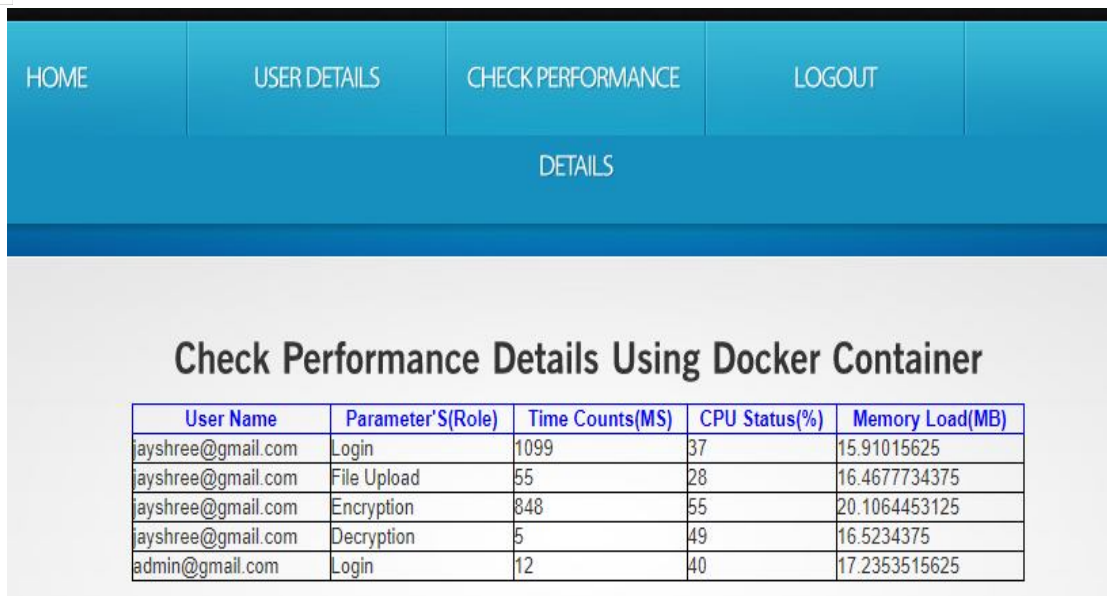 HOME USER DETAILS CHECK PERFORMANCE LOGOUT
DETAILS
Check Performance Details Using Docker Container
User Name Parameter'S(Role) Time Counts(MS) CPU Status(%) Memory Load(MB)
jayshree@gmail.com Login 1099 37 15.91015625
jayshree@gmail.com File Upload 55 28 16.4677734375
jayshree@gmail.com Encryption 848 55 20.1064453125
jayshree@gmail.com Decryption 5 49 16.5234375
admin@gmail.com Login 12 40 17.2353515625